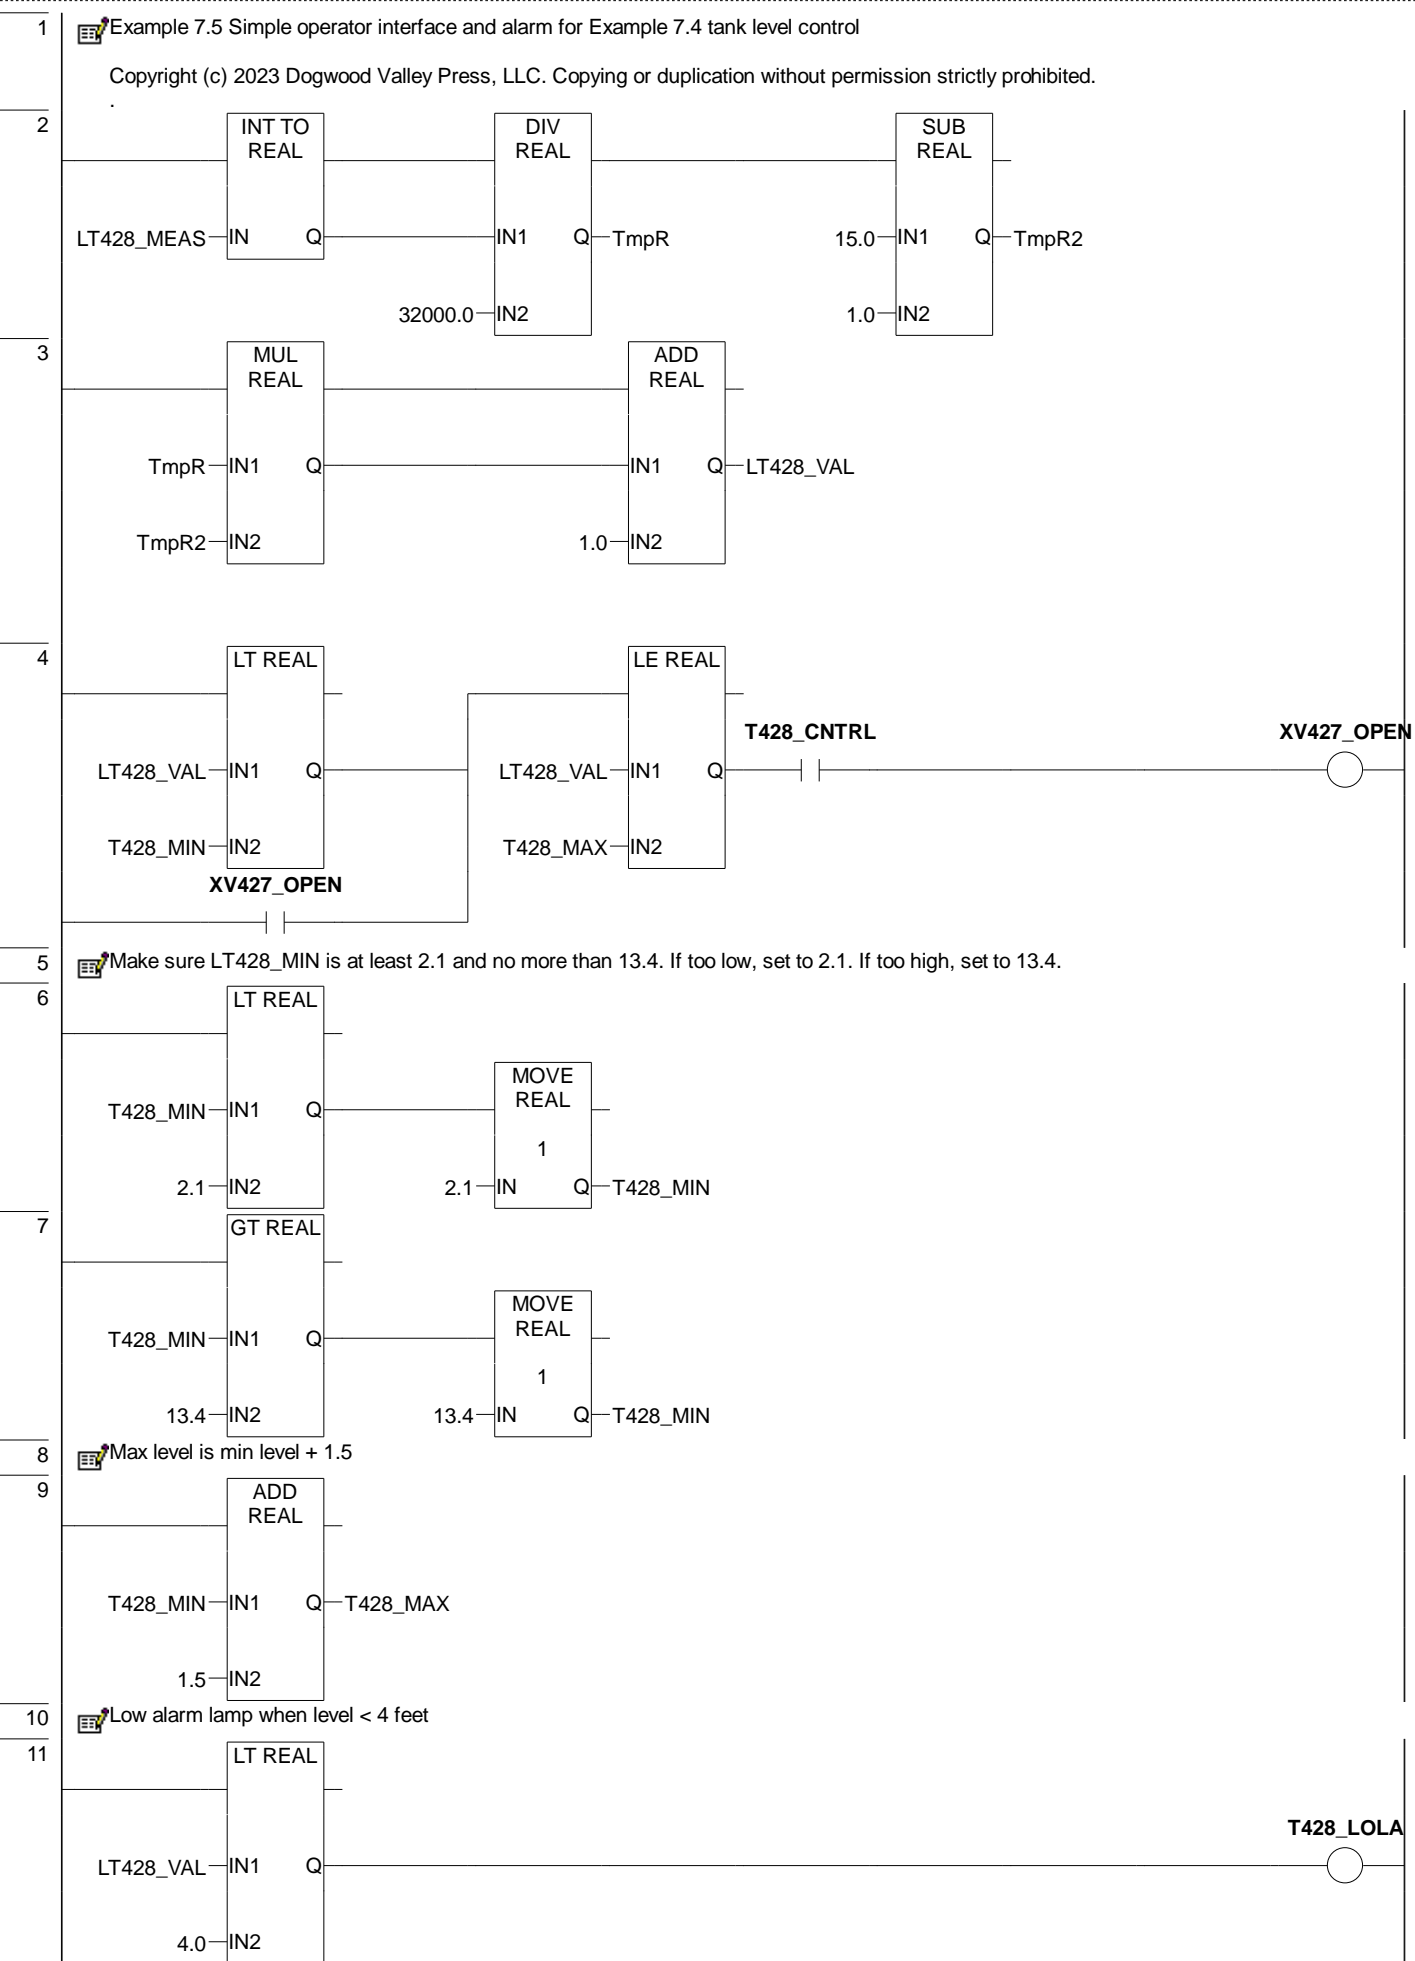 1
Example 7.5 Simple operator interface and alarm for Example 7.4 tank level control
Copyright (c) 2023 Dogwood Valley Press, LLC. Copying or duplication without permission strictly prohibited.
.
2
INT TO
REAL
DIV
REAL
SUB
REAL
LT428_MEAS IN Q IN1 Q TmpR 15.0 IN1 Q TmpR2
32000.0 IN2 1.0 IN2
3
MUL
REAL
ADD
REAL
TmpR IN1 Q IN1 Q LT428_VAL
TmpR2 IN2 1.0 IN2
4
LT REAL LE REAL
T428_CNTRL XV427_OPEN
LT428_VAL IN1 Q LT428_VAL IN1 Q
T428_MIN IN2 T428_MAX IN2
XV427_OPEN
5
Make sure LT428_MIN is at least 2.1 and no more than 13.4. If too low, set to 2.1. If too high, set to 13.4.
6
LT REAL
MOVE
REAL
T428_MIN IN1 Q
1
2.1 IN2 2.1 IN Q T428_MIN
7
GT REAL
MOVE
REAL
T428_MIN IN1 Q
1
13.4 IN2 13.4 IN Q T428_MIN
8
Max level is min level + 1.5
9
ADD
REAL
T428_MIN IN1 Q T428_MAX
1.5 IN2
10
Low alarm lamp when level < 4 feet
11
LT REAL
T428_LOLA
LT428_VAL IN1 Q
4.0 IN2